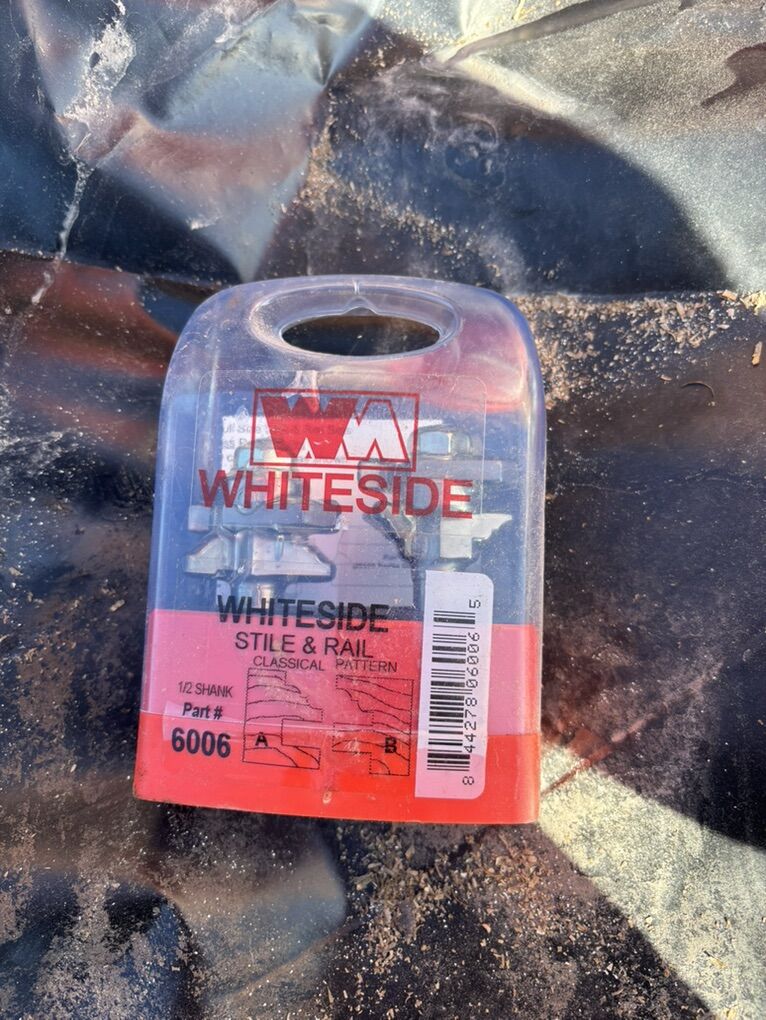 WHITESIDE
WHITESIDE
STILE & RAIL
CLASSICAL PATTERN
1/2 SHANK
Part #
6006
A
B
8 44278 06006 5